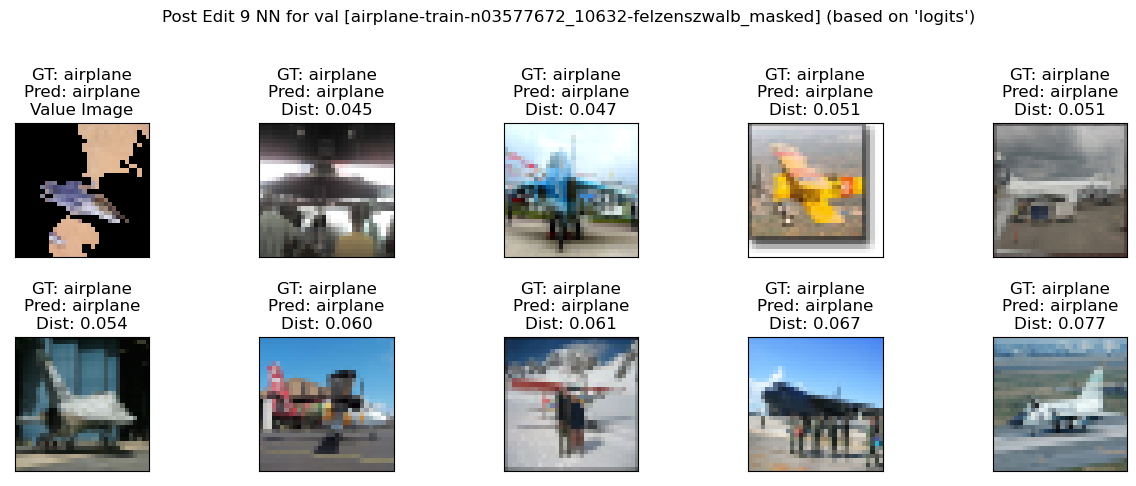 Post Edit 9 NN for val [airplane-train-n03577672_10632-felzenszwalb_masked] (based on 'logits')
GT: airplane
Pred: airplane
Value Image
GT: airplane
Pred: airplane
Dist: 0.045
GT: airplane
Pred: airplane
Dist: 0.047
GT: airplane
Pred: airplane
Dist: 0.051
GT: airplane
Pred: airplane
Dist: 0.051
GT: airplane
Pred: airplane
Dist: 0.054
GT: airplane
Pred: airplane
Dist: 0.060
GT: airplane
Pred: airplane
Dist: 0.061
GT: airplane
Pred: airplane
Dist: 0.067
GT: airplane
Pred: airplane
Dist: 0.077